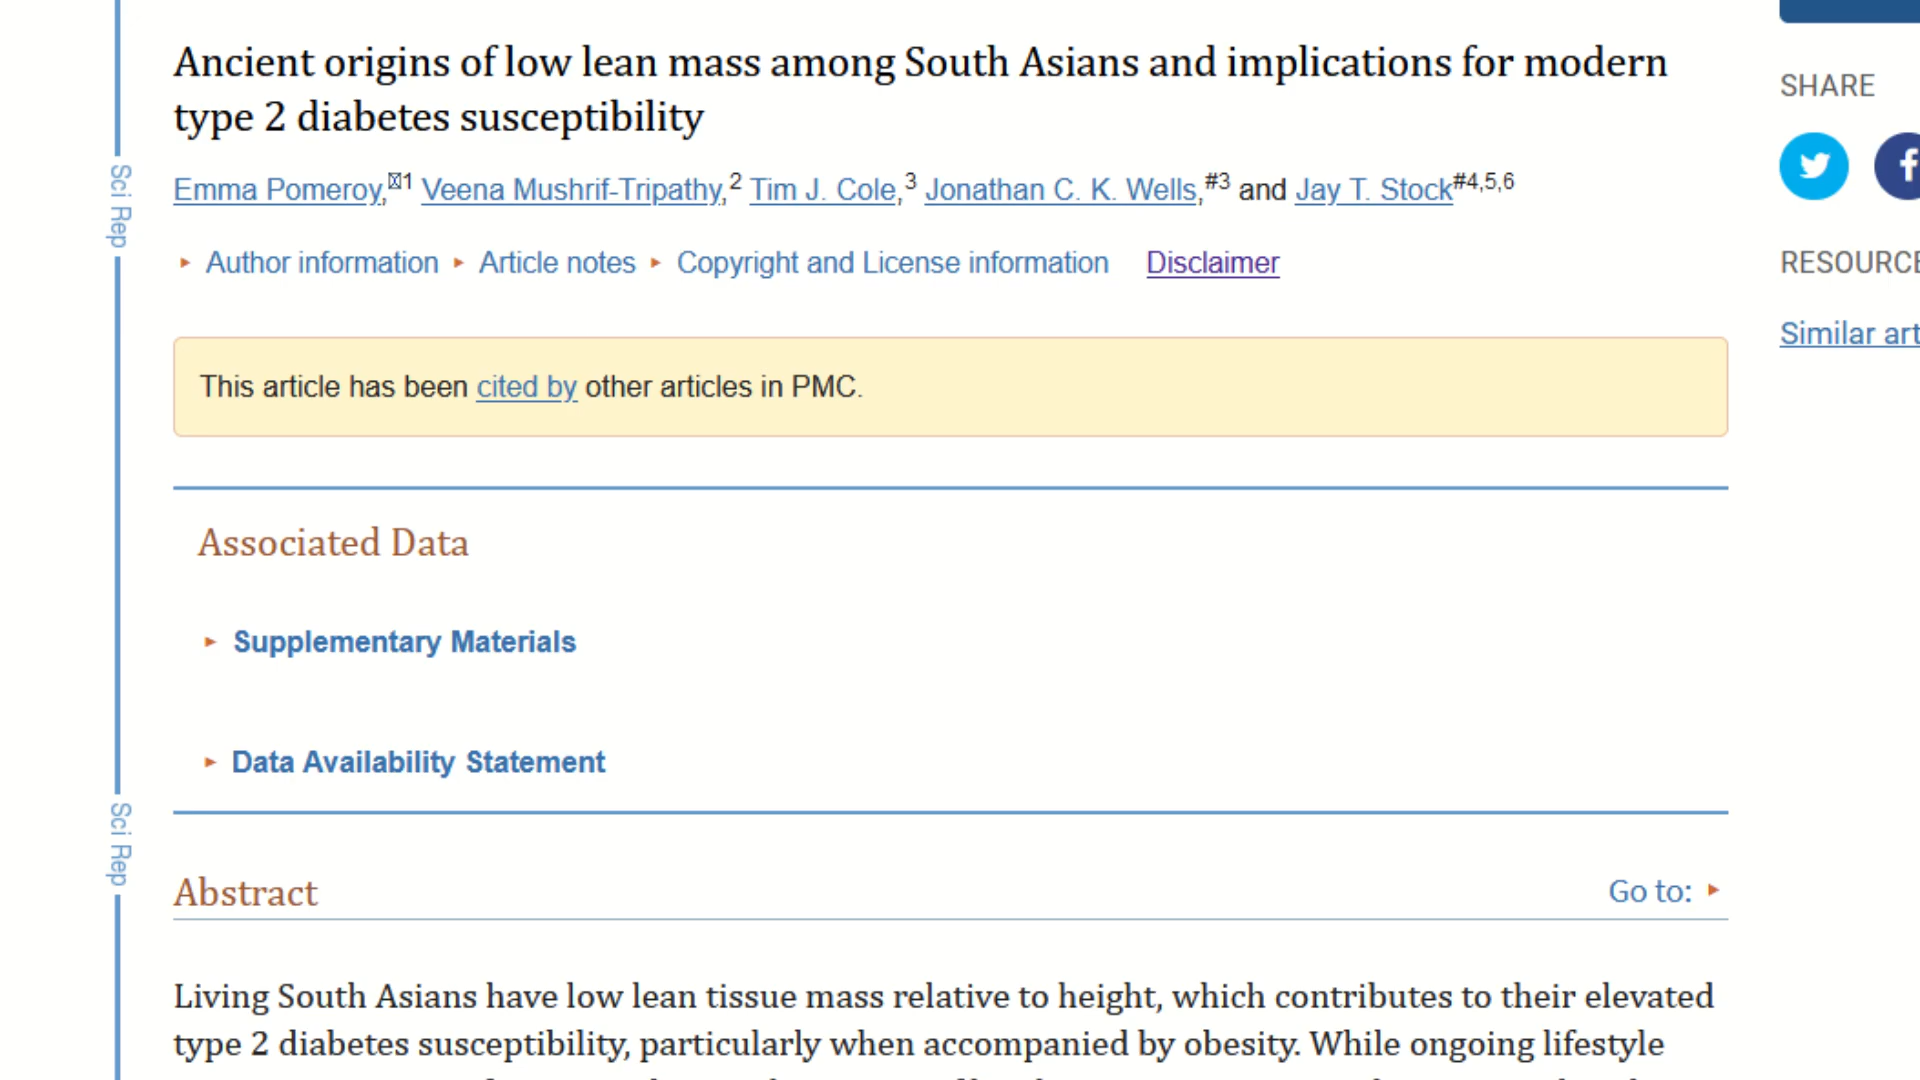 Ancient origins of low lean mass among South Asians and implications for modern
type 2 diabetes susceptibility
Emma Pomeroy,1 Veena Mushrif-Tripathy,2 Tim J. Cole,3 Jonathan C. K. Wells,#3 and Jay T. Stock#4,5,6
Author information Article notes Copyright and License information Disclaimer
This article has been cited by other articles in PMC.
Associated Data
Supplementary Materials
Data Availability Statement
Abstract
Go to:
Living South Asians have low lean tissue mass relative to height, which contributes to their elevated
type 2 diabetes susceptibility, particularly when accompanied by obesity. While ongoing lifestyle
Sci Rep
Sci Rep
SHARE
RESOURCE
Similar art